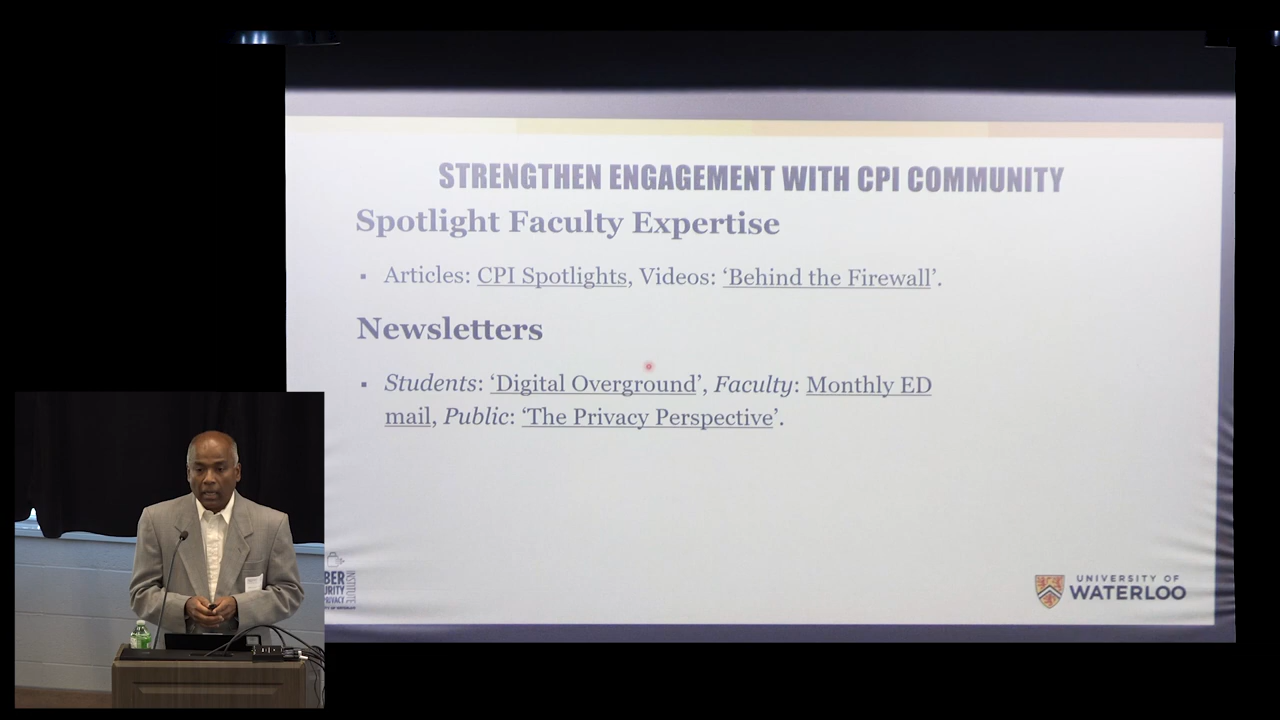 STRENGTHEN ENGAGEMENT WITH CPI COMMUNITY
Spotlight Faculty Expertise
▪ Articles: CPI Spotlights, Videos: ‘Behind the Firewall’.
Newsletters
▪ Students: ‘Digital Overground’, Faculty: Monthly ED
mail, Public: ‘The Privacy Perspective’.
INSTITUTE
UNIVERSITY OF
WATERLOO